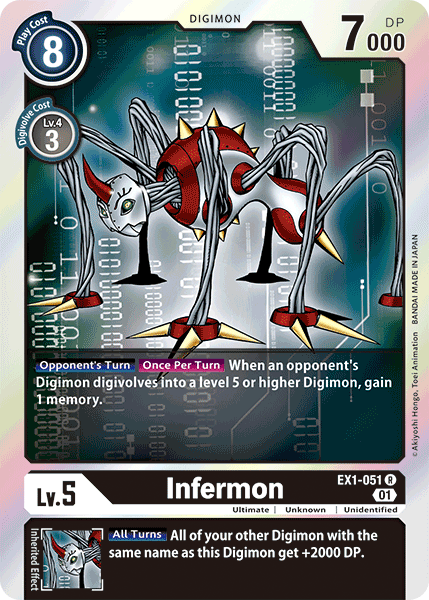 DIGIMON
Play Cost
8
DP
7000
Digivolve Cost
Lv.4
3
© Akiyoshi Hongo, Toei Animation BANDAI MADE IN JAPAN
Opponent's Turn Once Per Turn When an opponent's
Digimon digivolves into a level 5 or higher Digimon, gain
1 memory.
Lv.5
Infermon
EX1-051 R
01
Ultimate | Unknown | Unidentified
Inherited Effect
All Turns All of your other Digimon with the
same name as this Digimon get +2000 DP.